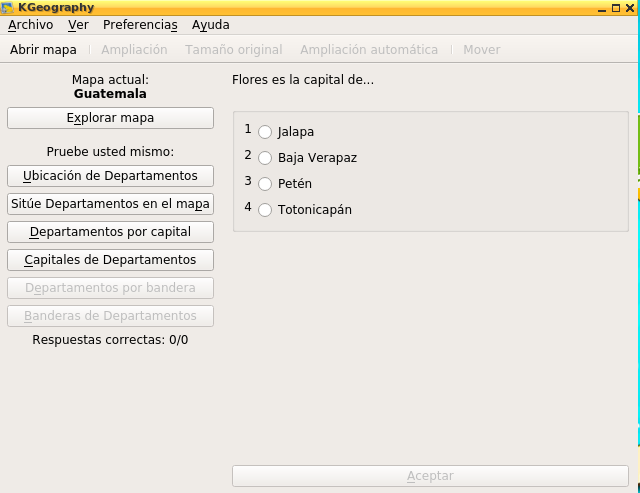 KGeography
Archivo Ver Preferencias Ayuda
Abrir mapa Ampliación Tamaño original Ampliación automática Mover
Mapa actual:
Guatemala
Explorar mapa
Pruebe usted mismo:
Ubicación de Departamentos
Sitúe Departamentos en el mapa
Departamentos por capital
Capitales de Departamentos
Departamentos por bandera
Banderas de Departamentos
Respuestas correctas: 0/0
Flores es la capital de...
1 Jalapa
2 Baja Verapaz
3 Petén
4 Totonicapán
Aceptar